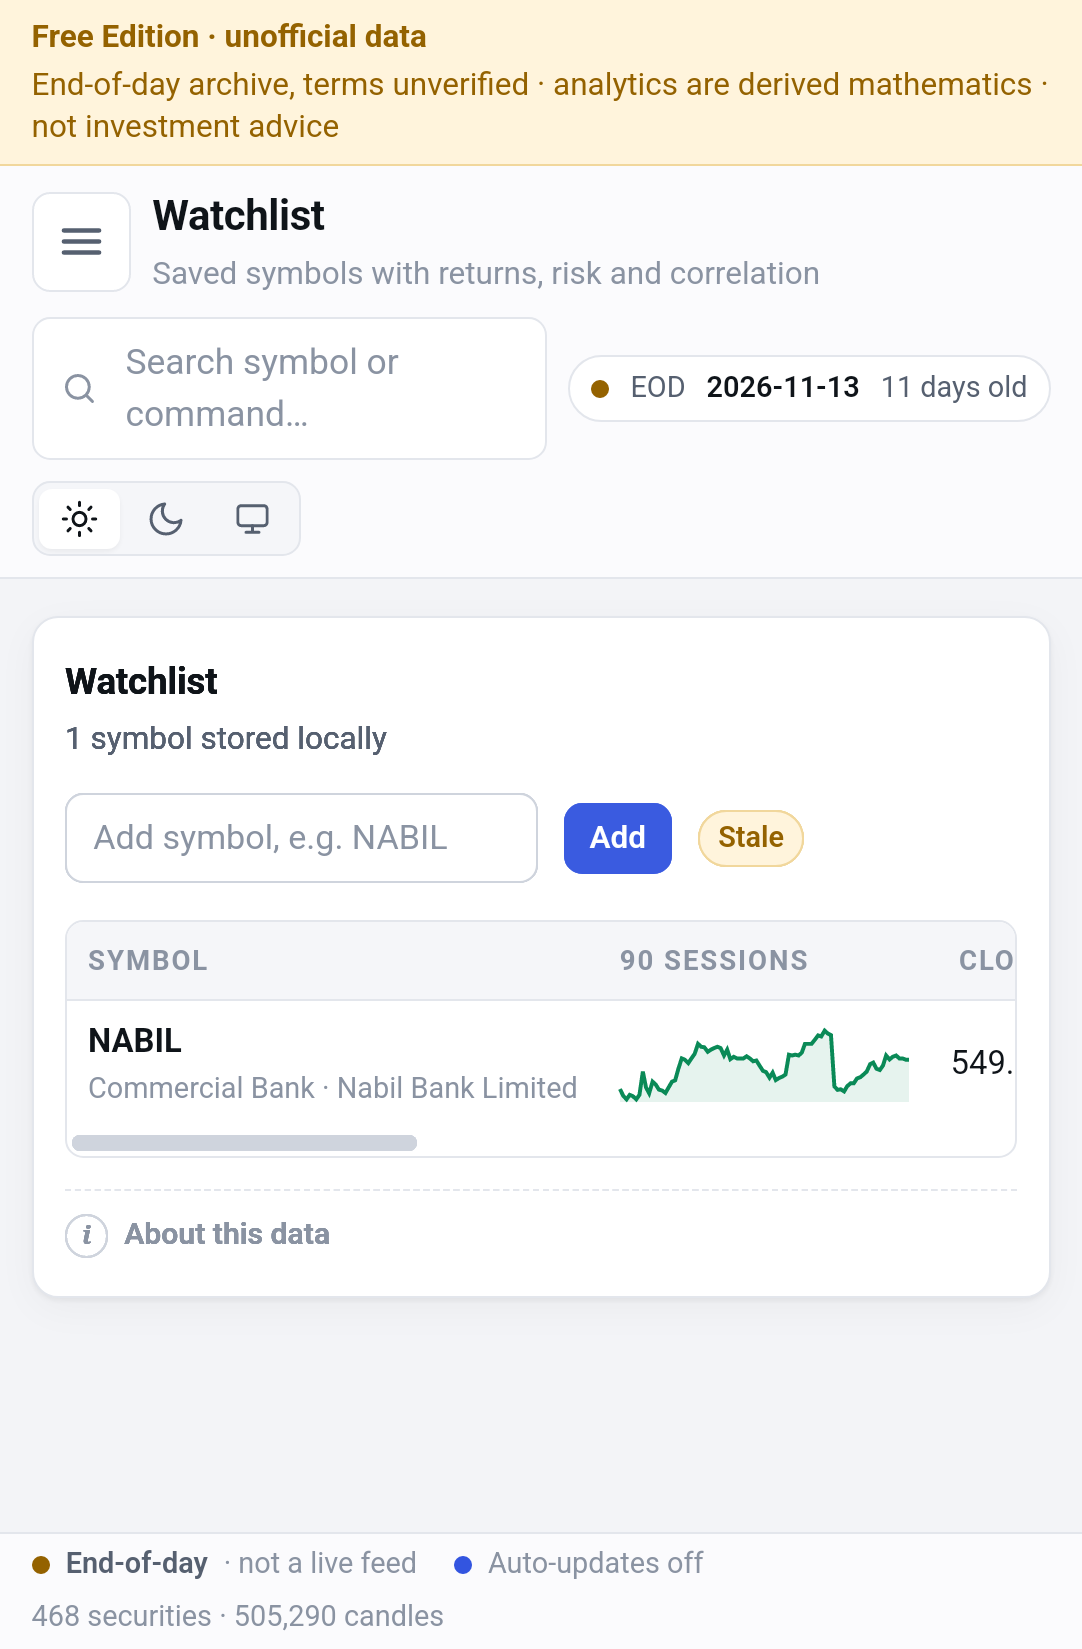 Free Edition · unofficial data
End-of-day archive, terms unverified · analytics are derived mathematics ·
not investment advice
Watchlist
Saved symbols with returns, risk and correlation
Search symbol or
command...
EOD 2026-11-13 11 days old
Watchlist
1 symbol stored locally
Add symbol, e.g. NABIL
Add
Stale
SYMBOL 90 SESSIONS CLO
NABIL
Commercial Bank · Nabil Bank Limited
549.
i About this data
End-of-day · not a live feed Auto-updates off
468 securities · 505,290 candles